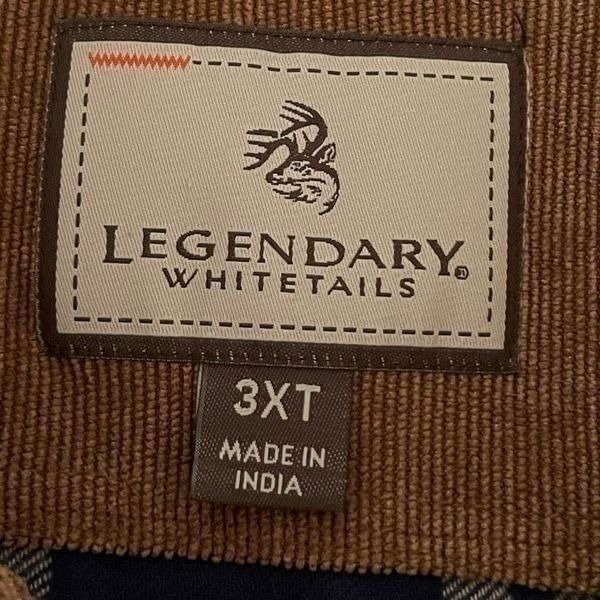 LEGENDARY®
WHITETAILS
3XT
MADE IN
INDIA